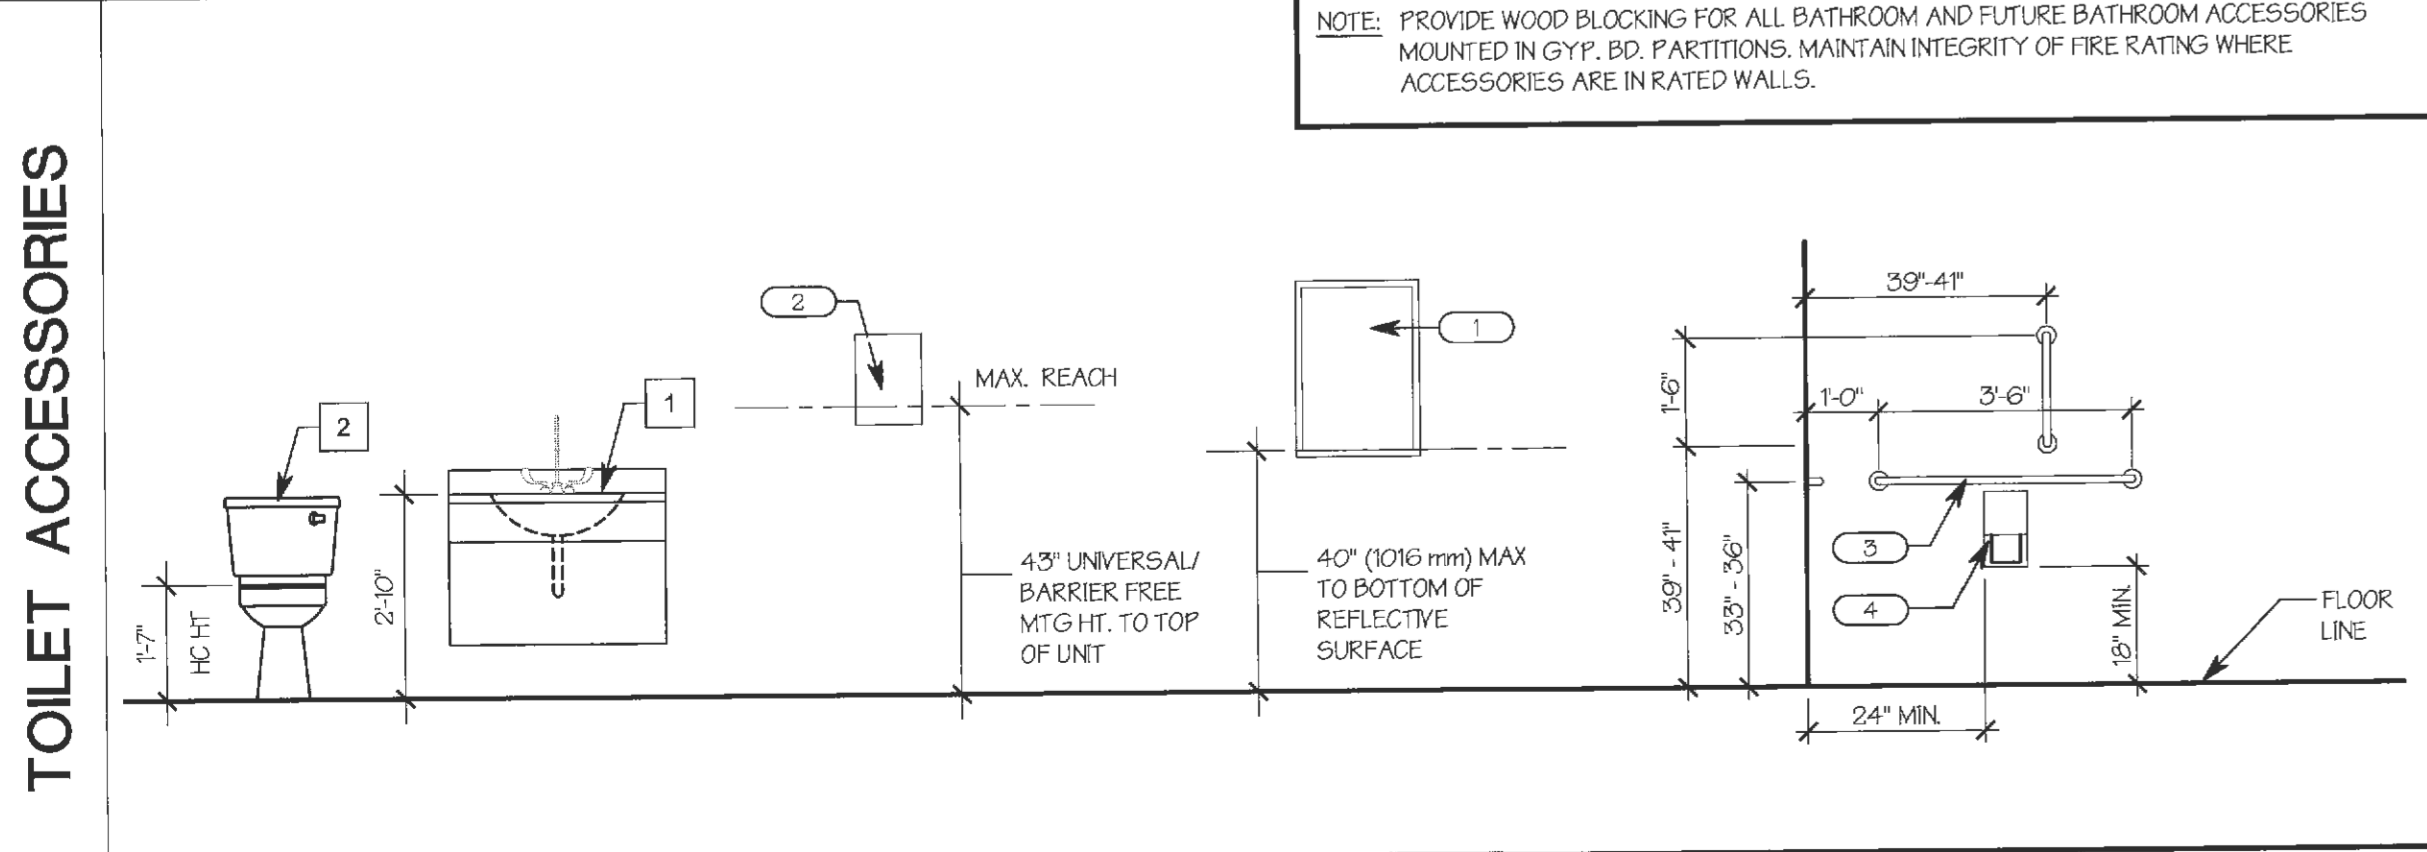 TOILET ACCESSORIES
NOTE: PROVIDE WOOD BLOCKING FOR ALL BATHROOM AND FUTURE BATHROOM ACCESSORIES
MOUNTED IN GYP. BD. PARTITIONS. MAINTAIN INTEGRITY OF FIRE RATING WHERE
ACCESSORIES ARE IN RATED WALLS.
2
1'-7"
HC HT
2'-10"
1
2
MAX. REACH
43" UNIVERSAL/
BARRIER FREE
MTG HT. TO TOP
OF UNIT
1
40" (1016 mm) MAX
TO BOTTOM OF
REFLECTIVE
SURFACE
39"-41"
1'-6"
1'-0"
3'-6"
39" - 41"
33" - 36"
3
4
18" MIN.
24" MIN.
FLOOR
LINE